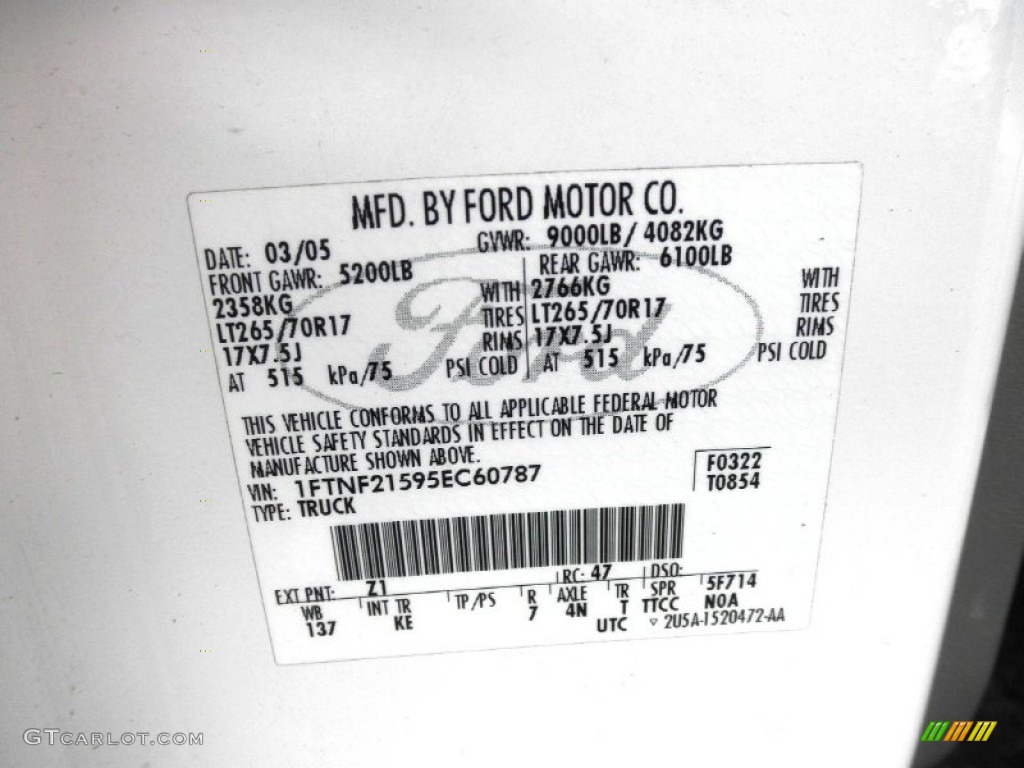 MFD. BY FORD MOTOR CO.
DATE: 03/05 GVWR: 9000LB/ 4082KG
FRONT GAWR: 5200LB REAR GAWR: 6100LB
2358KG WITH 2766KG WITH
LT265/70R17 TIRES LT265/70R17 TIRES
17X7.5J RIMS 17X7.5J RIMS
AT 515 kPa/75 PSI COLD AT 515 kPa/75 PSI COLD
Ford
THIS VEHICLE CONFORMS TO ALL APPLICABLE FEDERAL MOTOR
VEHICLE SAFETY STANDARDS IN EFFECT ON THE DATE OF
MANUFACTURE SHOWN ABOVE.
VIN: 1FTNF21595EC60787 F0322
TYPE: TRUCK T0854
EXT PNT: Z1 RC: 47 DSO:
WB INT TR TP/PS R AXLE TR SPR 5F714
137 KE 7 4N T TTCC N0A
UTC ▽ 2U5A-1520472-AA
GTcarlot.com